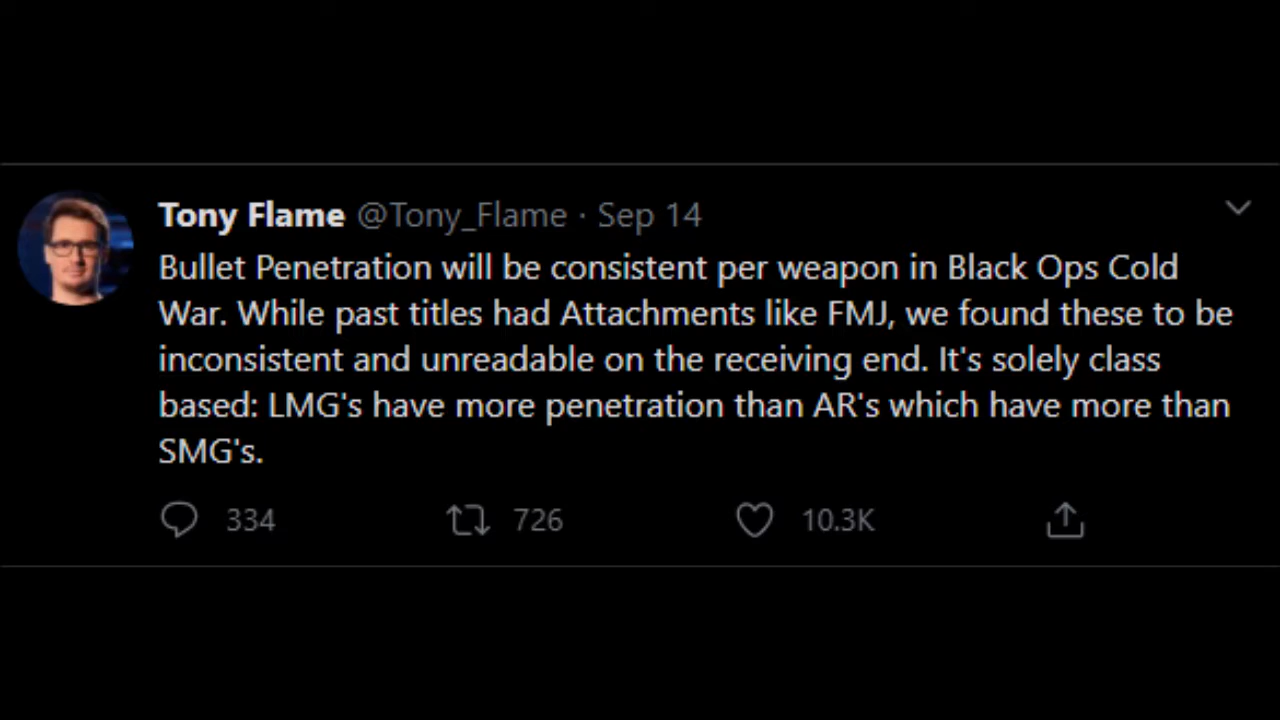 Tony Flame @Tony_Flame · Sep 14
Bullet Penetration will be consistent per weapon in Black Ops Cold
War. While past titles had Attachments like FMJ, we found these to be
inconsistent and unreadable on the receiving end. It's solely class
based: LMG's have more penetration than AR's which have more than
SMG's.
334 726 10.3K